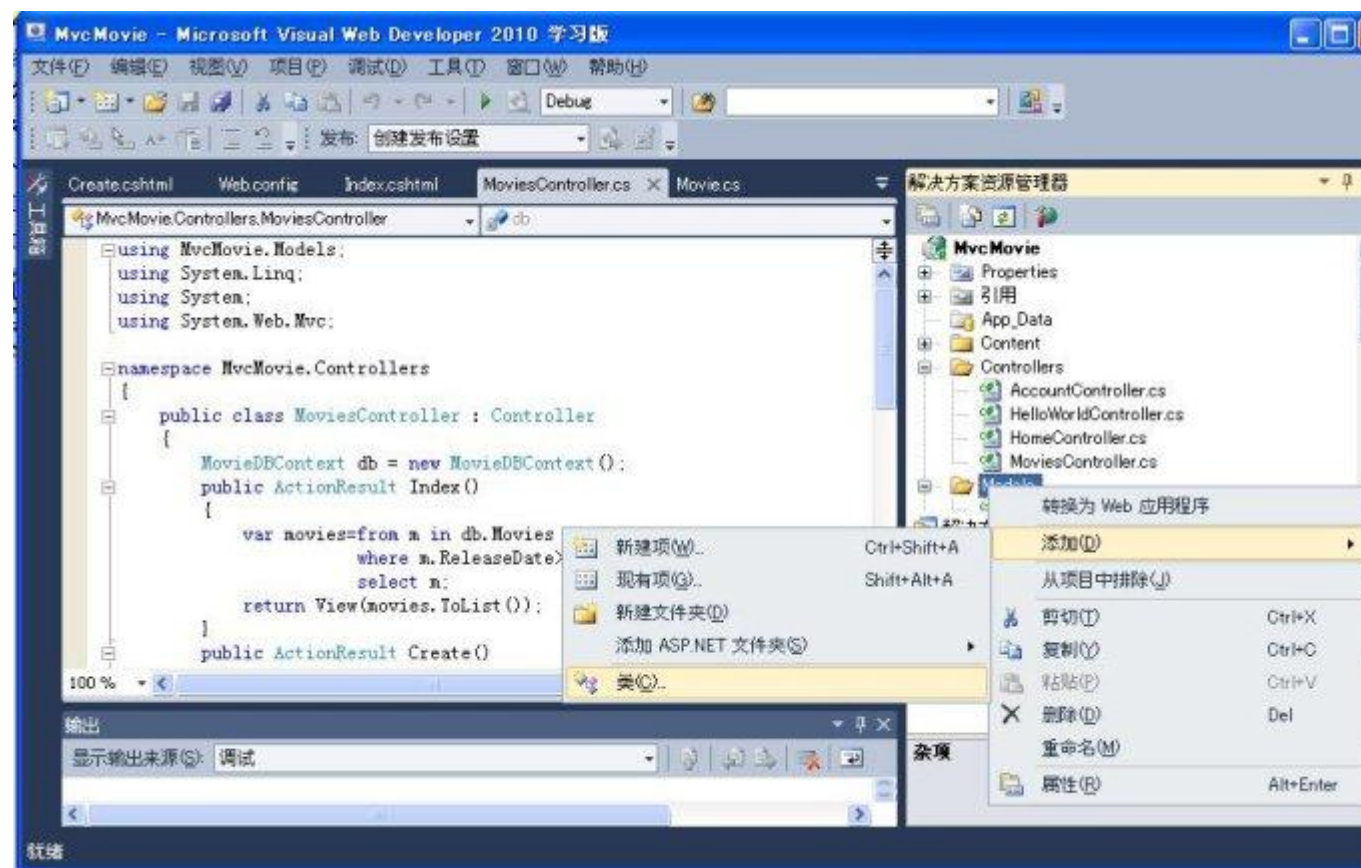 MvcMovie - Microsoft Visual Web Developer 2010 学习版
文件(F) 编辑(E) 视图(V) 项目(P) 调试(D) 工具(T) 窗口(W) 帮助(H)
Debug
发布: 创建发布设置
工具箱
Create.cshtml Web.config Index.cshtml MoviesController.cs Movie.cs
MvcMovie.Controllers.MoviesController db
using MvcMovie.Models;
using System.Linq;
using System;
using System.Web.Mvc;
namespace MvcMovie.Controllers
{
public class MoviesController : Controller
{
MovieDBContext db = new MovieDBContext();
public ActionResult Index()
{
var movies=from m in db.Movies
where m.ReleaseDate>
select m;
return View(movies.ToList());
}
public ActionResult Create()
100 %
输出
显示输出来源(S): 调试
就绪
解决方案资源管理器
MvcMovie
Properties
引用
App_Data
Content
Controllers
AccountController.cs
HelloWorldController.cs
HomeController.cs
MoviesController.cs
Models
杂项
新建项(W)... Ctrl+Shift+A
现有项(G)... Shift+Alt+A
新建文件夹(D)
添加 ASP.NET 文件夹(S)
类(C)...
转换为 Web 应用程序
添加(D)
从项目中排除(J)
剪切(T) Ctrl+X
复制(Y) Ctrl+C
粘贴(P) Ctrl+V
删除(D) Del
重命名(M)
属性(R) Alt+Enter